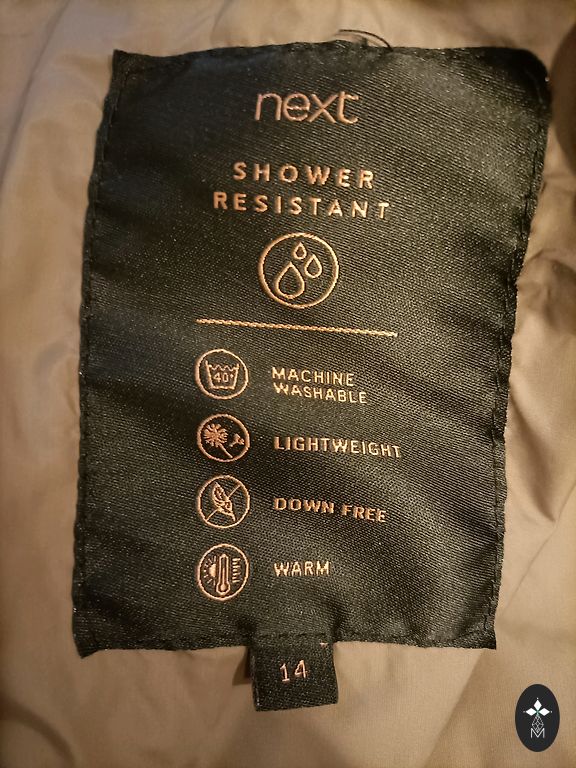 next
SHOWER
RESISTANT
40°
MACHINE
WASHABLE
LIGHTWEIGHT
DOWN FREE
WARM
14
M